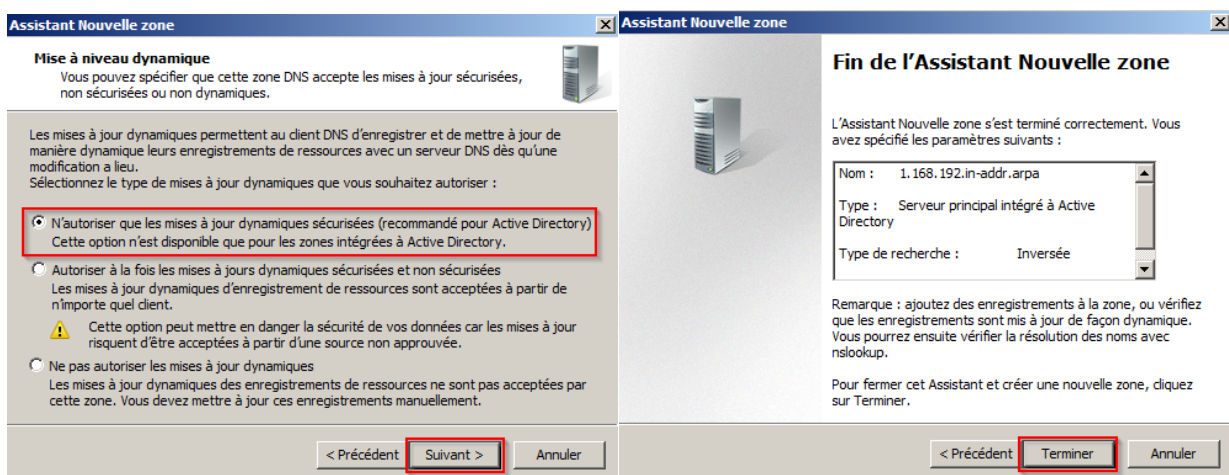 Assistant Nouvelle zone
Mise à niveau dynamique
Vous pouvez spécifier que cette zone DNS accepte les mises à jour sécurisées,
non sécurisées ou non dynamiques.
Les mises à jour dynamiques permettent au client DNS d'enregistrer et de mettre à jour de
manière dynamique leurs enregistrements de ressources avec un serveur DNS dès qu'une
modification a lieu.
Sélectionnez le type de mises à jour dynamiques que vous souhaitez autoriser :
N'autoriser que les mises à jour dynamiques sécurisées (recommandé pour Active Directory)
Cette option n'est disponible que pour les zones intégrées à Active Directory.
Autoriser à la fois les mises à jours dynamiques sécurisées et non sécurisées
Les mises à jour dynamiques d'enregistrement de ressources sont acceptées à partir de
n'importe quel client.
Cette option peut mettre en danger la sécurité de vos données car les mises à jour
risquent d'être acceptées à partir d'une source non approuvée.
Ne pas autoriser les mises à jour dynamiques
Les mises à jour dynamiques des enregistrements de ressources ne sont pas acceptées par
cette zone. Vous devez mettre à jour ces enregistrements manuellement.
< Précédent Suivant > Annuler
Assistant Nouvelle zone
Fin de l'Assistant Nouvelle zone
L'Assistant Nouvelle zone s'est terminé correctement. Vous
avez spécifié les paramètres suivants :
Nom : 1.168.192.in-addr.arpa
Type : Serveur principal intégré à Active
Directory
Type de recherche : Inversée
Remarque : ajoutez des enregistrements à la zone, ou vérifiez
que les enregistrements sont mis à jour de façon dynamique.
Vous pourrez ensuite vérifier la résolution des noms avec
nslookup.
Pour fermer cet Assistant et créer une nouvelle zone, cliquez
sur Terminer.
< Précédent Terminer Annuler